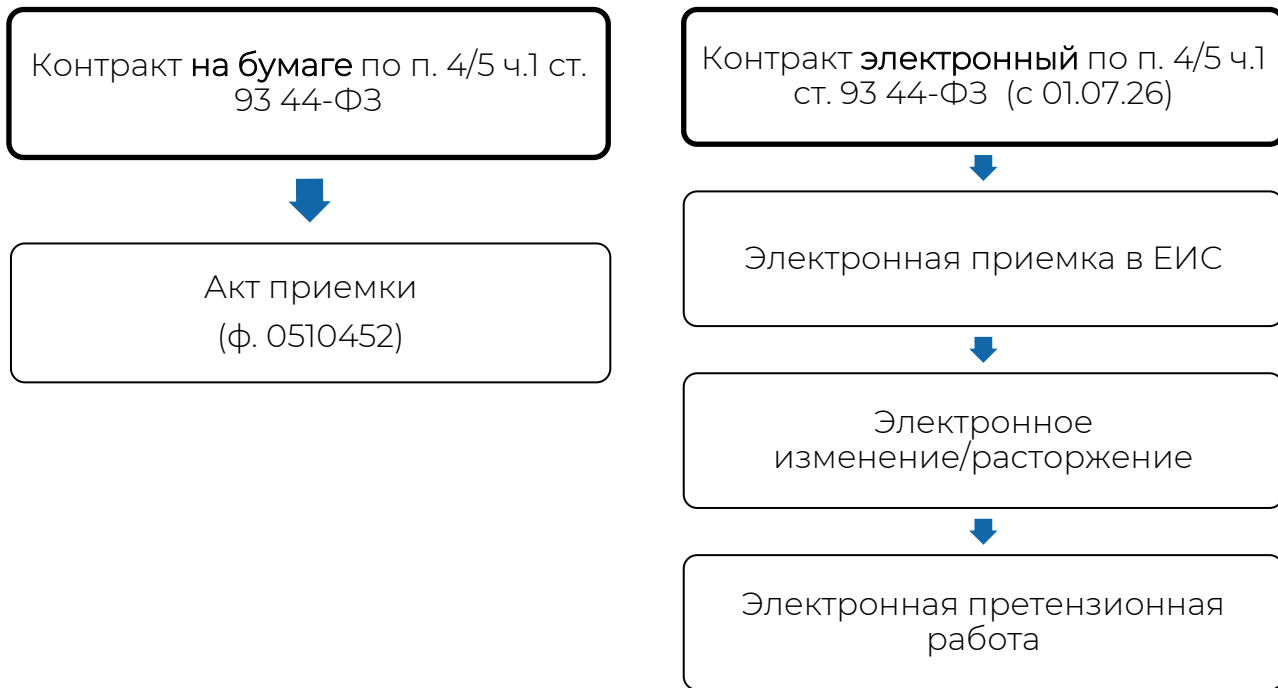 Контракт на бумаге по п. 4/5 ч.1 ст.
93 44-ФЗ
Акт приемки
(ф. 0510452)
Контракт электронный по п. 4/5 ч.1
ст. 93 44-ФЗ (с 01.07.26)
Электронная приемка в ЕИС
Электронное
изменение/расторжение
Электронная претензионная
работа